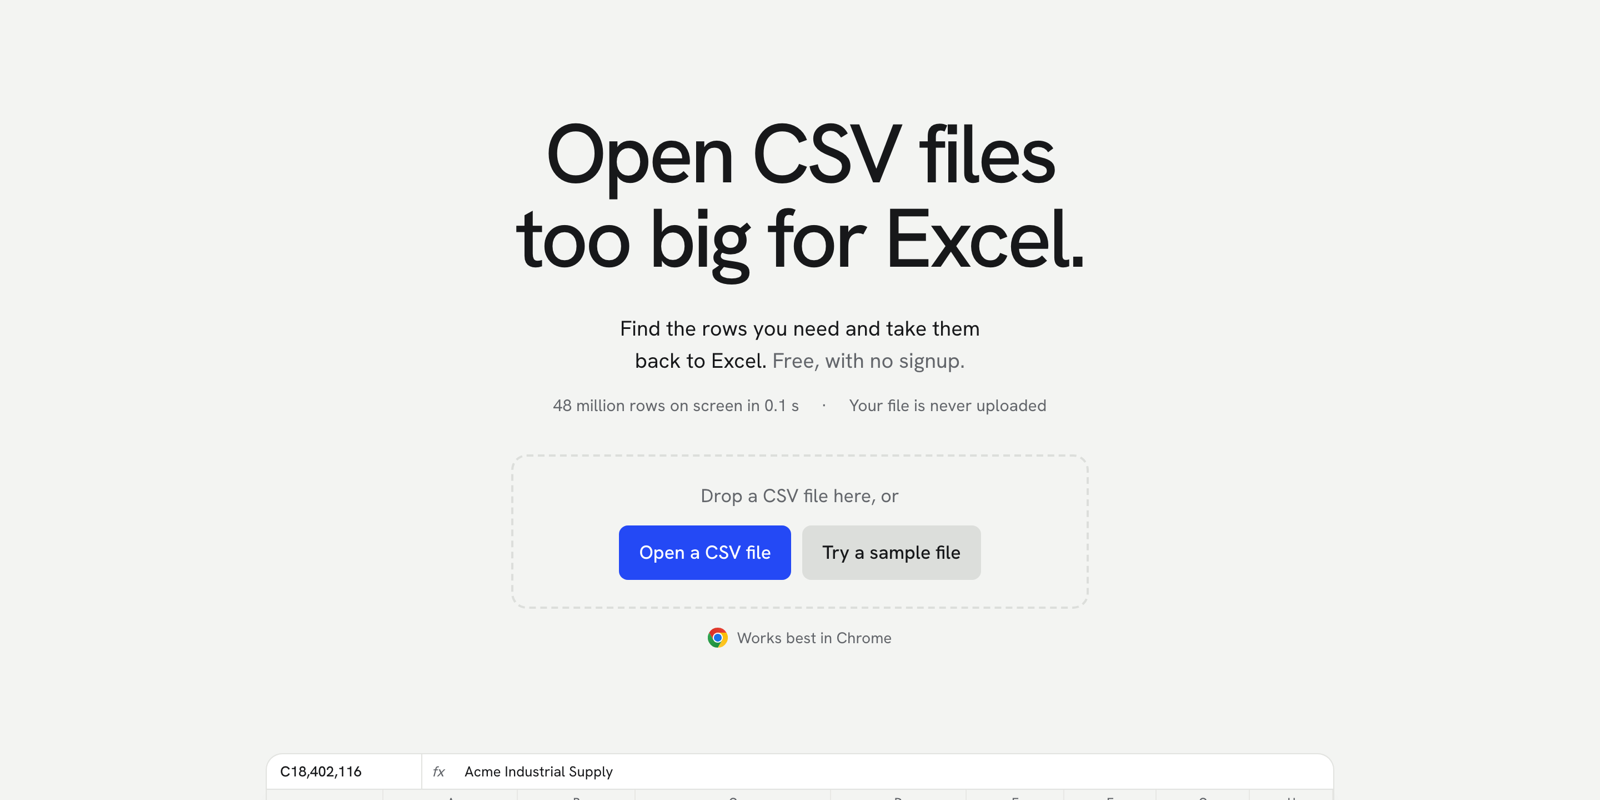 Open CSV files
too big for Excel.
Find the rows you need and take them
back to Excel. Free, with no signup.
48 million rows on screen in 0.1 s · Your file is never uploaded
Drop a CSV file here, or
Open a CSV file Try a sample file
Works best in Chrome
C18,402,116 fx Acme Industrial Supply